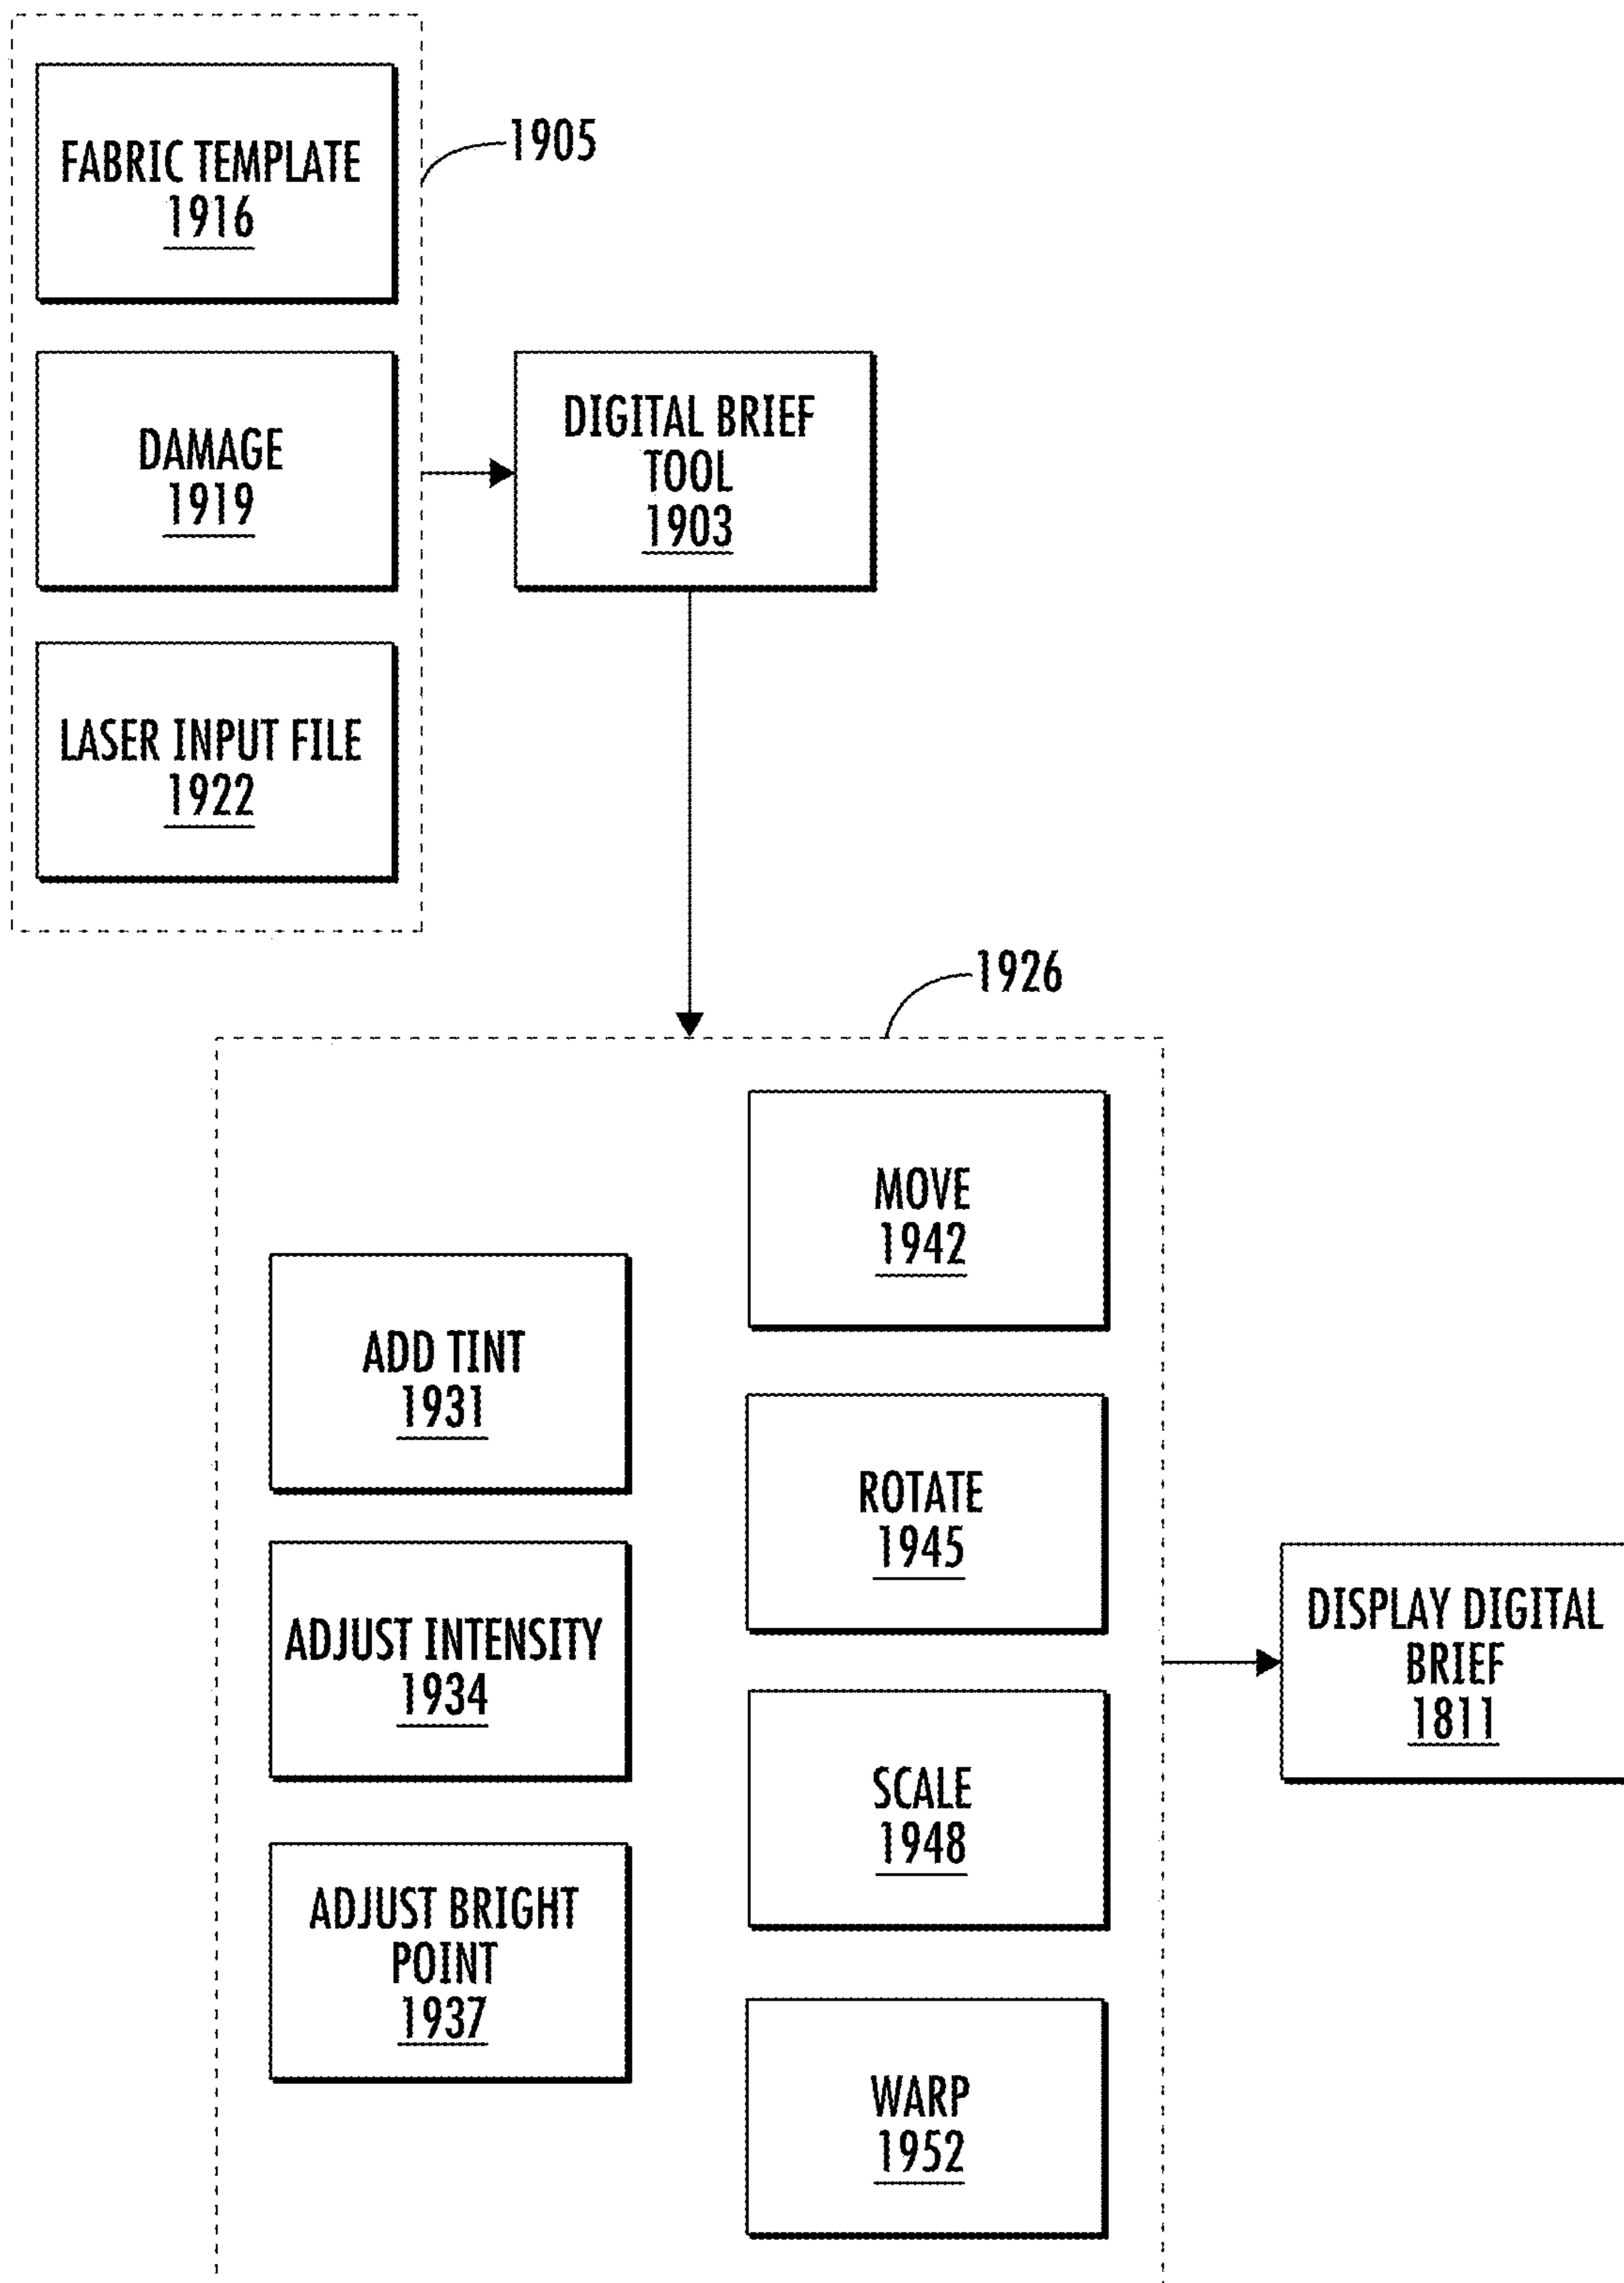 FABRIC TEMPLATE
1916
1905
DAMAGE
1919
DIGITAL BRIEF
TOOL
1903
LASER INPUT FILE
1922
1926
MOVE
1942
ADD TINT
1931
ROTATE
1945
ADJUST INTENSITY
1934
DISPLAY DIGITAL
BRIEF
1811
SCALE
1948
ADJUST BRIGHT
POINT
1937
WARP
1952